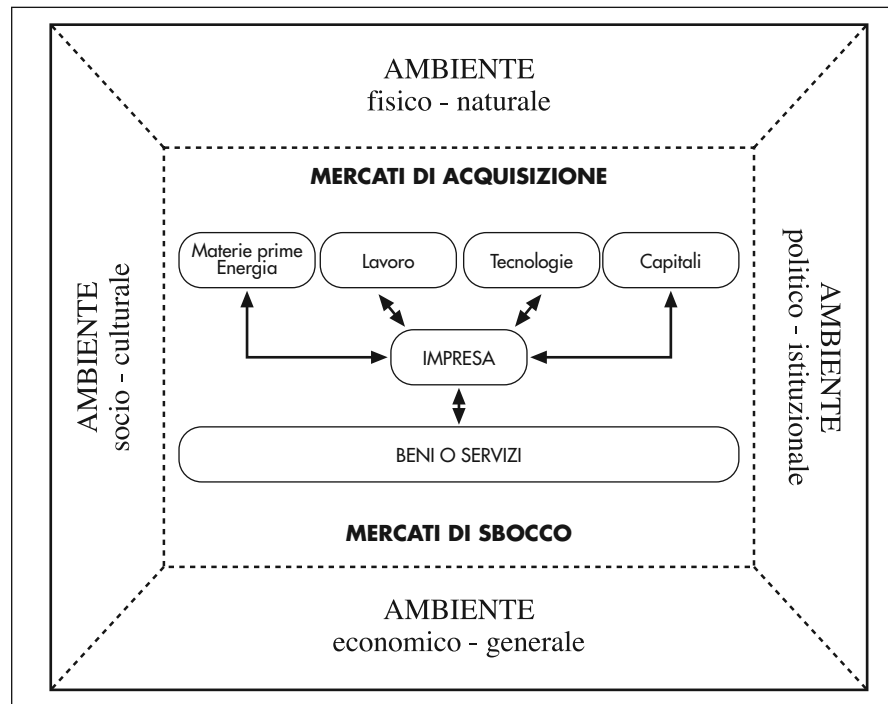 AMBIENTE
fisico - naturale
MERCATI DI ACQUISIZIONE
Materie prime
Energia
Lavoro
Tecnologie
Capitali
AMBIENTE
socio - culturale
AMBIENTE
politico - istituzionale
IMPRESA
BENI O SERVIZI
MERCATI DI SBOCCO
AMBIENTE
economico - generale